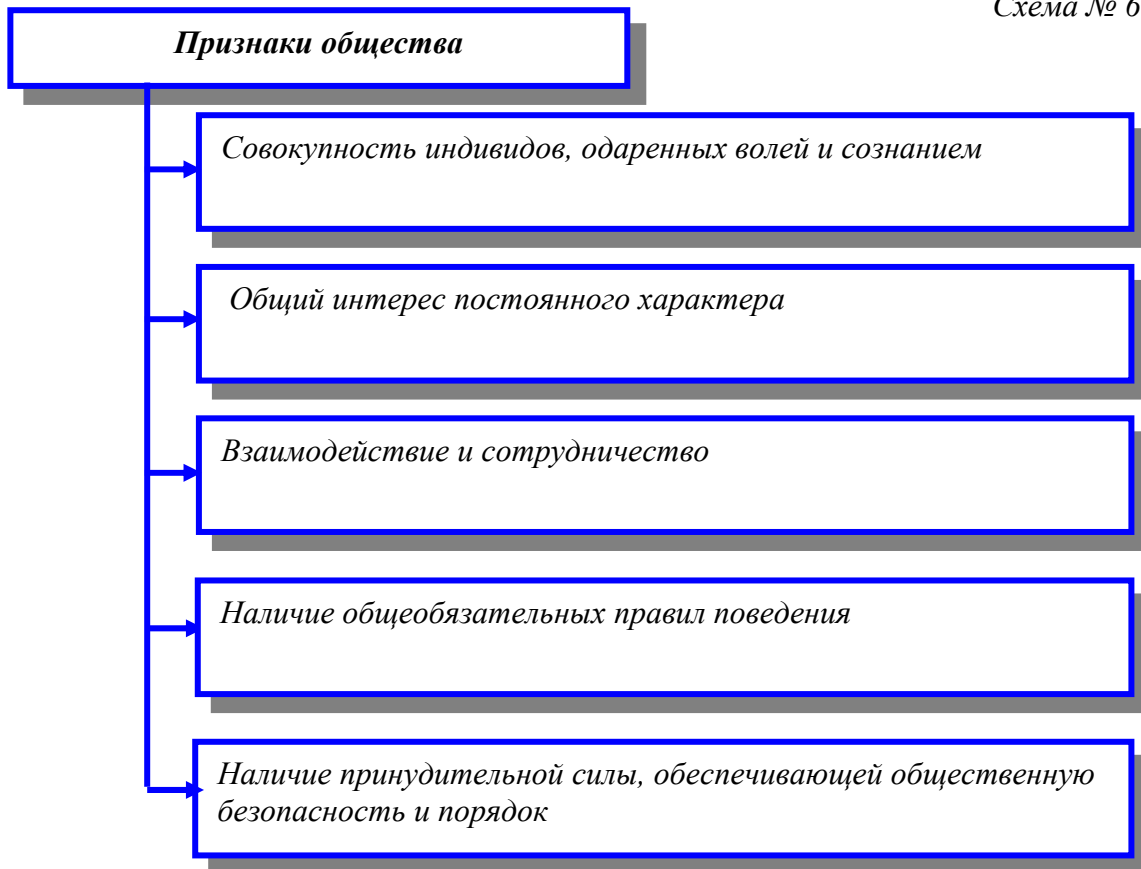 Схема № 6
Признаки общества
Совокупность индивидов, одаренных волей и сознанием
Общий интерес постоянного характера
Взаимодействие и сотрудничество
Наличие общеобязательных правил поведения
Наличие принудительной силы, обеспечивающей общественную
безопасность и порядок